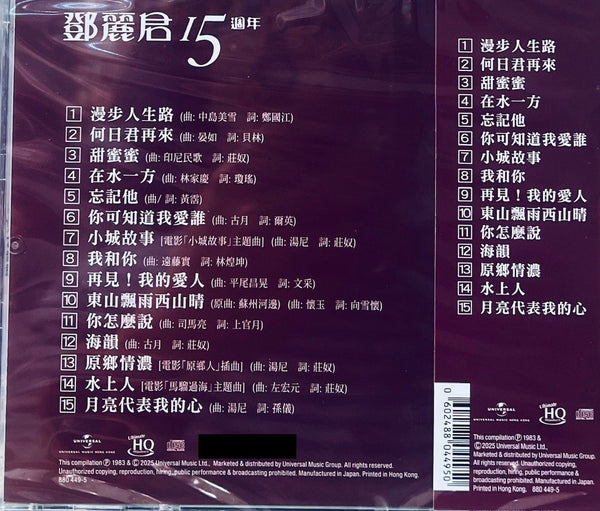 鄧麗君15週年
1 漫步人生路 (曲: 中島美雪 詞: 鄭國江)
2 何日君再來 (曲: 晏如 詞: 貝林)
3 甜蜜蜜 (曲: 印尼民歌 詞: 莊奴)
4 在水一方 (曲: 林家慶 詞: 瓊瑤)
5 忘記他 (曲/詞: 黃霑)
6 你可知道我愛誰 (曲: 古月 詞: 爾英)
7 小城故事 [電影「小城故事」主題曲] (曲: 湯尼 詞: 莊奴)
8 我和你 (曲: 遠藤實 詞: 林煌坤)
9 再見！我的愛人 (曲: 平尾昌晃 詞: 文采)
10 東山飄雨西山晴 (原曲: 蘇州河邊) (曲: 懷玉 詞: 向雪懷)
11 你怎麼說 (曲: 司馬亮 詞: 上官月)
12 海韻 (曲: 古月 詞: 莊奴)
13 原鄉情濃 [電影「原鄉人」插曲] (曲: 湯尼 詞: 莊奴)
14 水上人 [電影「馬騮過海」主題曲] (曲: 左宏元 詞: 莊奴)
15 月亮代表我的心 (曲: 湯尼 詞: 孫儀)
UNIVERSAL
UNIVERSAL MUSIC HONG KONG
Ultimate
HQ
This compilation Ⓟ 1983 &
Ⓒ 2025 Universal Music Ltd., Marketed & distributed by Universal Music Group. All rights reserved.
Unauthorized copying, reproduction, hiring, public performance & broadcasting prohibited. Manufactured in Japan. Printed in Hong Kong.
880 449-5
1 漫步人生路
2 何日君再來
3 甜蜜蜜
4 在水一方
5 忘記他
6 你可知道我愛誰
7 小城故事
8 我和你
9 再見！我的愛人
10 東山飄雨西山晴
11 你怎麼說
12 海韻
13 原鄉情濃
14 水上人
15 月亮代表我的心
0 602488 044950
UNIVERSAL
UNIVERSAL MUSIC HONG KONG
Ultimate
HQ
This compilation Ⓟ 1983 &
Ⓒ 2025 Universal Music Ltd.
Marketed & distributed by Universal Music Group.
All rights reserved. Unauthorized copying,
reproduction, hiring, public performance &
broadcasting prohibited. Manufactured in Japan.
Printed in Hong Kong. 880 449-5